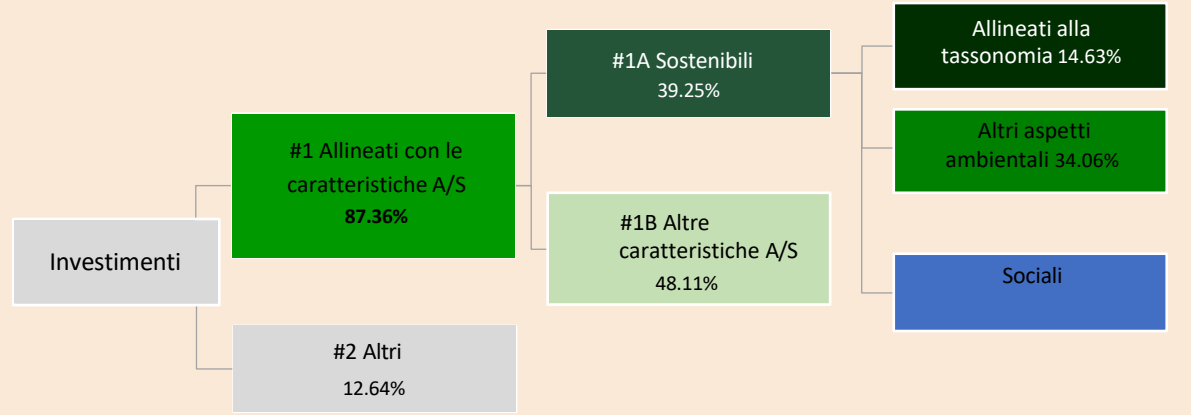 Investimenti
#1 Allineati con le
caratteristiche A/S
87.36%
#2 Altri
12.64%
#1A Sostenibili
39.25%
#1B Altre
caratteristiche A/S
48.11%
Allineati alla
tassonomia 14.63%
Altri aspetti
ambientali 34.06%
Sociali